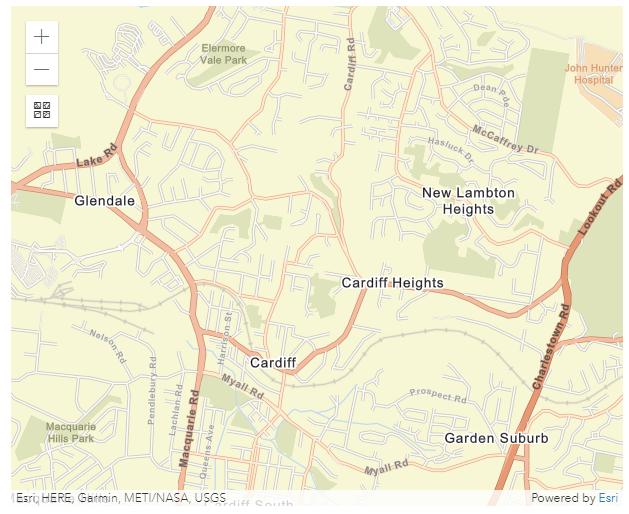 Elermore
Vale Park
Cardiff Rd
John Hunter
Hospital
Dean Pde
McCaffrey Dr
Hasluck Dr
Lake Rd
Glendale
New Lambton
Heights
Lookout Rd
Cardiff Heights
Charlestown Rd
Harrison St
Nelson Rd
Pendlebury Rd
Cardiff
Myall Rd
Prospect Rd
Lachlan Rd
Macquarie Rd
Macquarie
Hills Park
Queens Ave
Garden Suburb
Myall Rd
Esri, HERE, Garmin, METI/NASA, USGS
Powered by Esri
Cardiff South